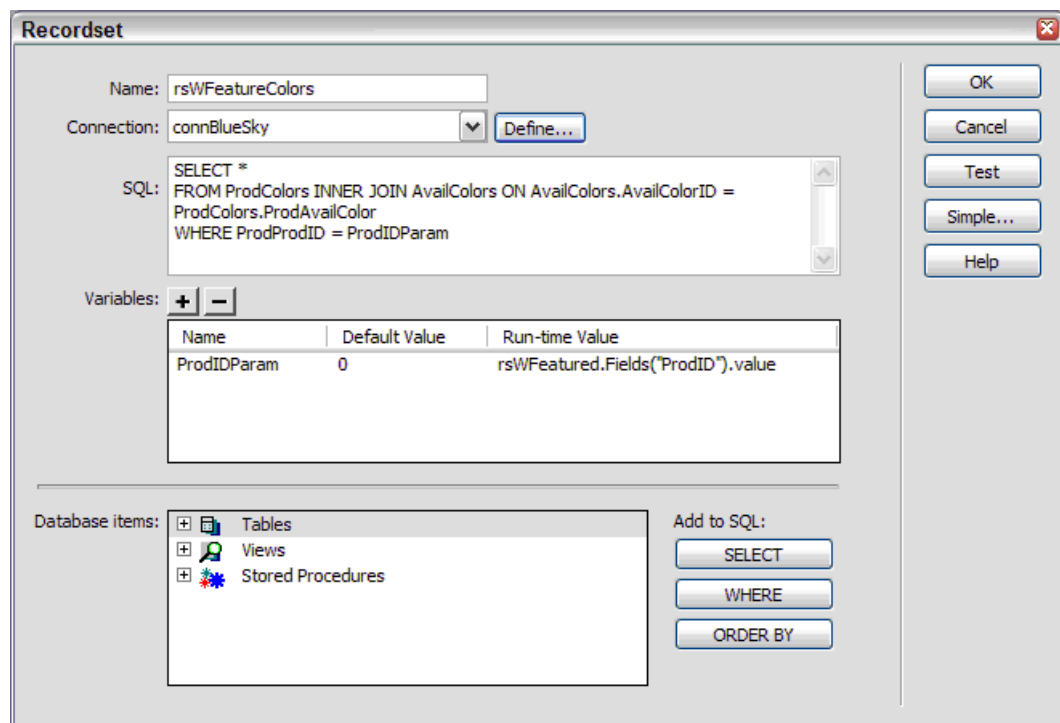 Recordset
Name: rsWFeatureColors
Connection: connBlueSky Define...
SQL: SELECT *
FROM ProdColors INNER JOIN AvailColors ON AvailColors.AvailColorID =
ProdColors.ProdAvailColor
WHERE ProdProdID = ProdIDParam
Variables: + −
Name Default Value Run-time Value
ProdIDParam 0 rsWFeatured.Fields("ProdID").value
Database items: Tables
Views
Stored Procedures
Add to SQL:
SELECT
WHERE
ORDER BY
OK
Cancel
Test
Simple...
Help